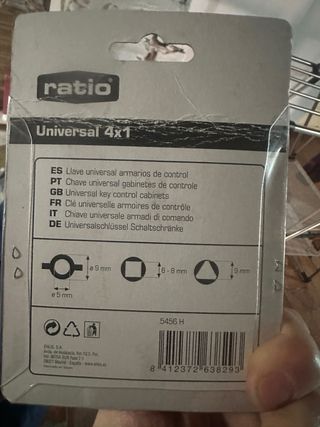 ratio
Universal 4x1
ES Llave universal armarios de control
PT Chave universal gabinetes de controle
GB Universal key control cabinets
FR Clé universelle armoires de contrôle
IT Chiave universale armadi di comando
DE Universalschlüssel Schaltschränke
ø 9 mm
6 - 8 mm
9 mm
ø 5 mm
5456 H
8 412372 638293